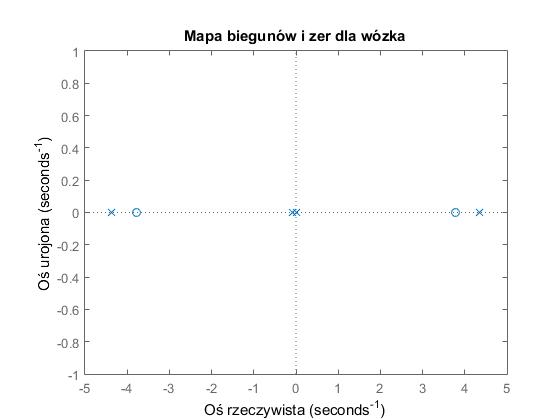 Mapa biegunów i zer dla wózka
1
0.8
0.6
0.4
0.2
0
-0.2
-0.4
-0.6
-0.8
-1
Oś urojona (seconds⁻¹)
-5 -4 -3 -2 -1 0 1 2 3 4 5
Oś rzeczywista (seconds⁻¹)